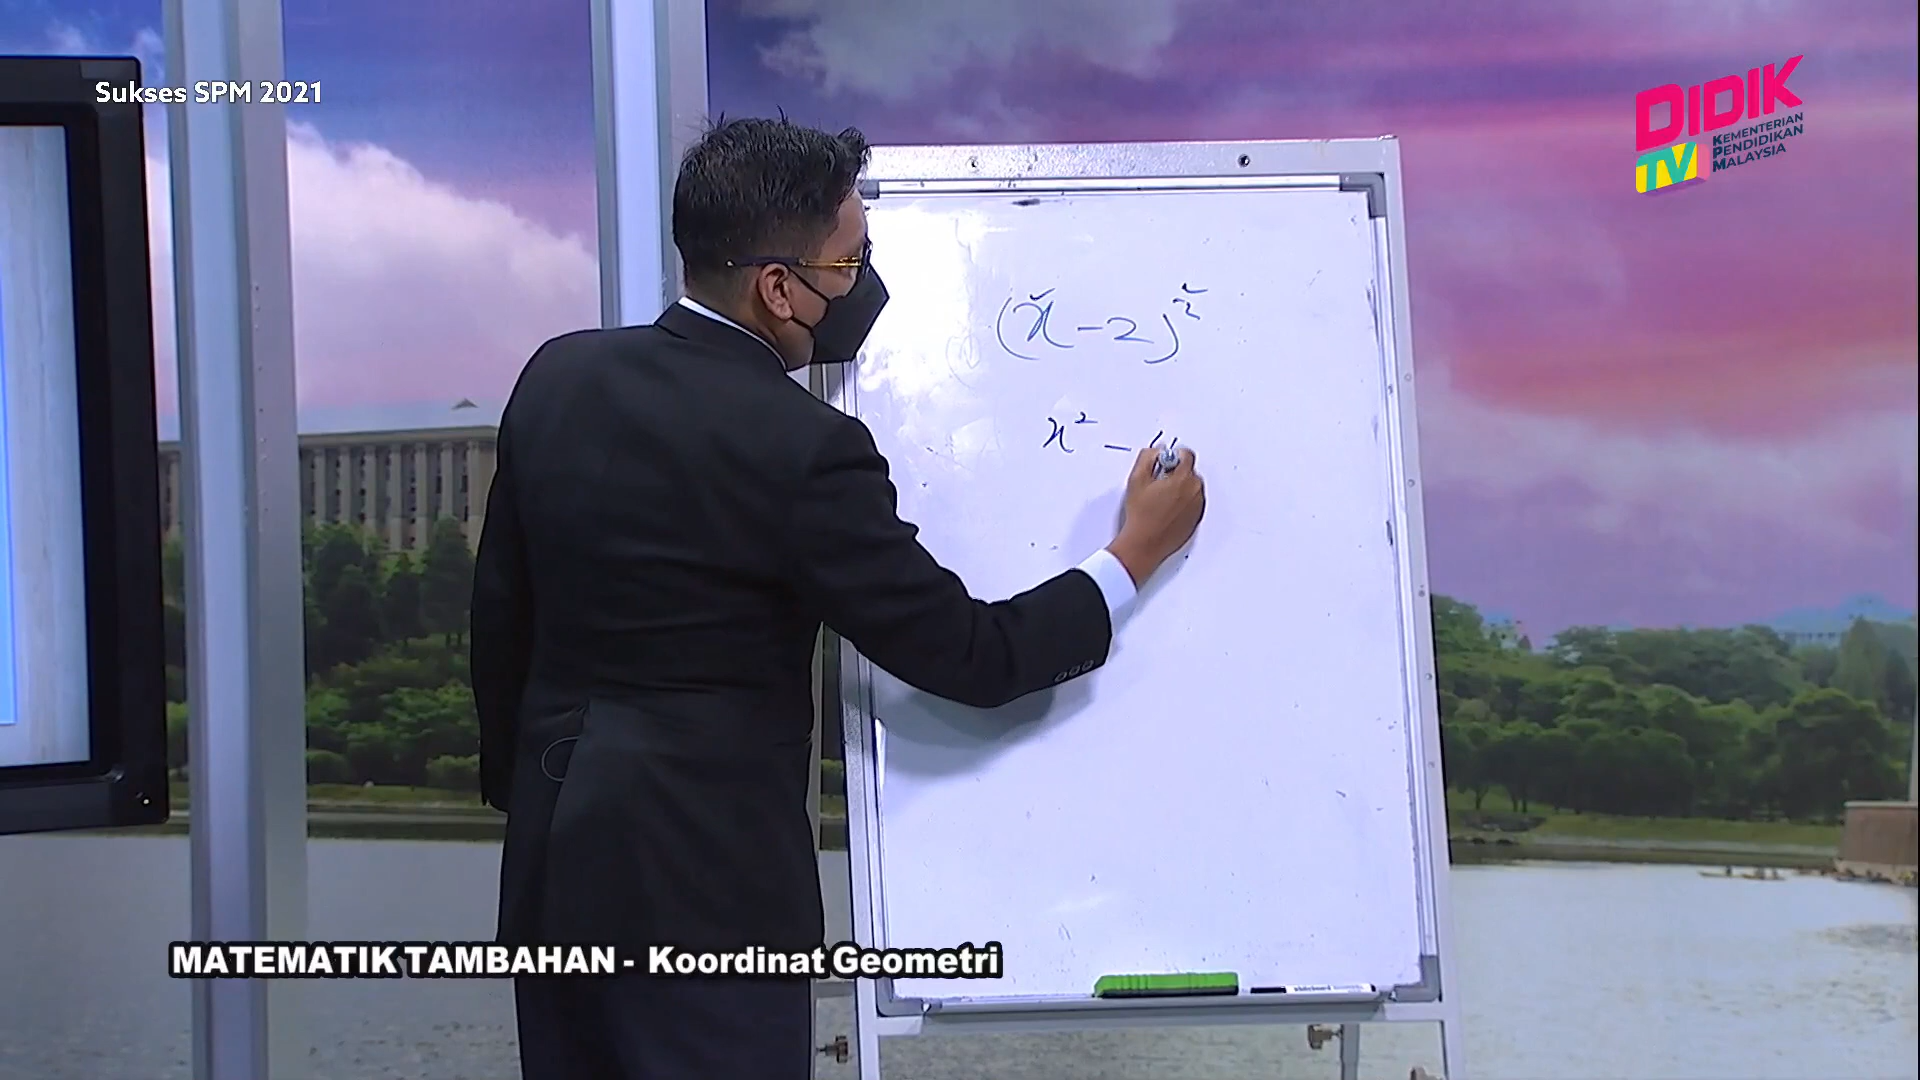 Sukses SPM 2021
DIDIK
TV
KEMENTERIAN
PENDIDIKAN
MALAYSIA
(x - 2)²
x² - 4
MATEMATIK TAMBAHAN - Koordinat Geometri